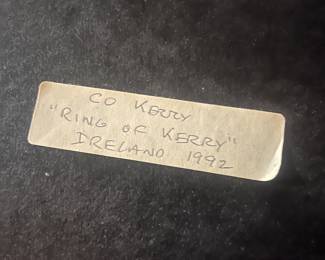 CO KERRY
"RING OF KERRY"
IRELAND 1992